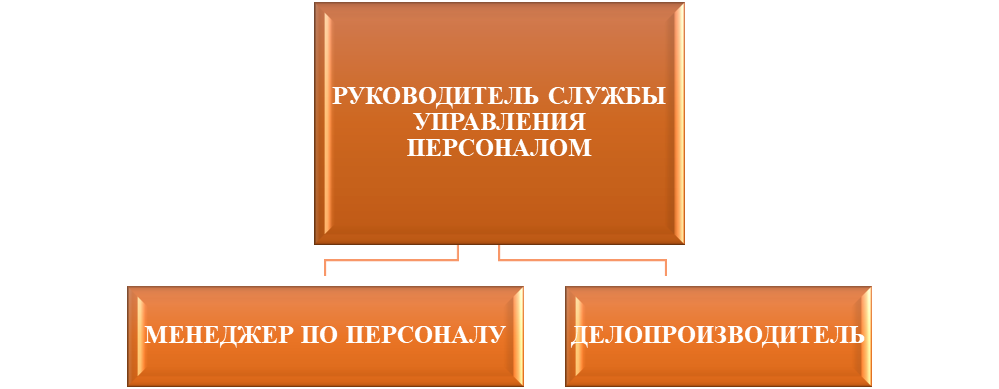 РУКОВОДИТЕЛЬ СЛУЖБЫ
УПРАВЛЕНИЯ
ПЕРСОНАЛОМ
МЕНЕДЖЕР ПО ПЕРСОНАЛУ
ДЕЛОПРОИЗВОДИТЕЛЬ